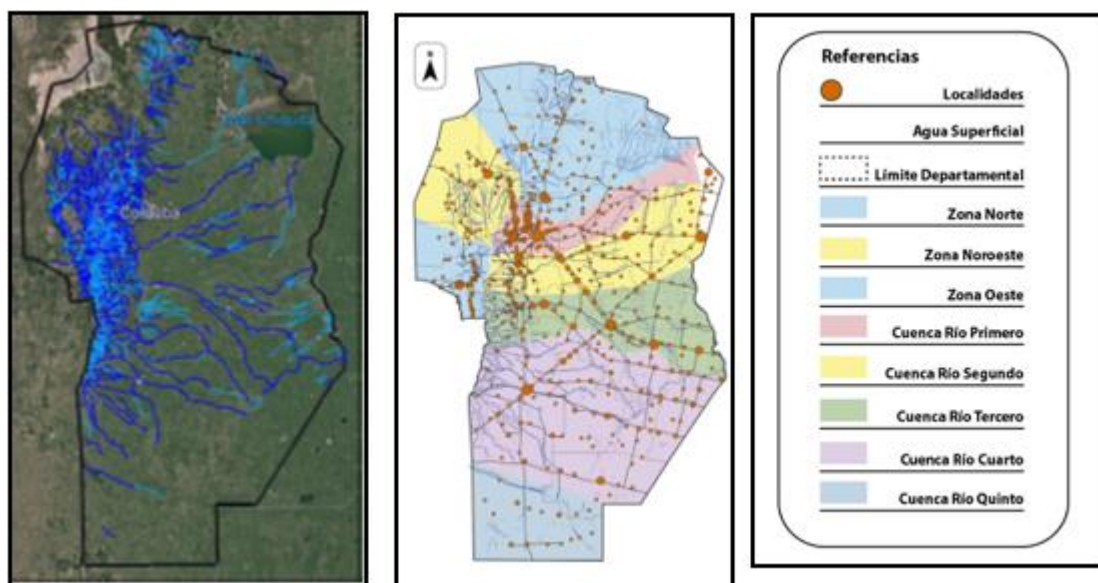 Córdoba
Referencias
Localidades
Agua Superficial
Límite Departamental
Zona Norte
Zona Noroeste
Zona Oeste
Cuenca Río Primero
Cuenca Río Segundo
Cuenca Río Tercero
Cuenca Río Cuarto
Cuenca Río Quinto